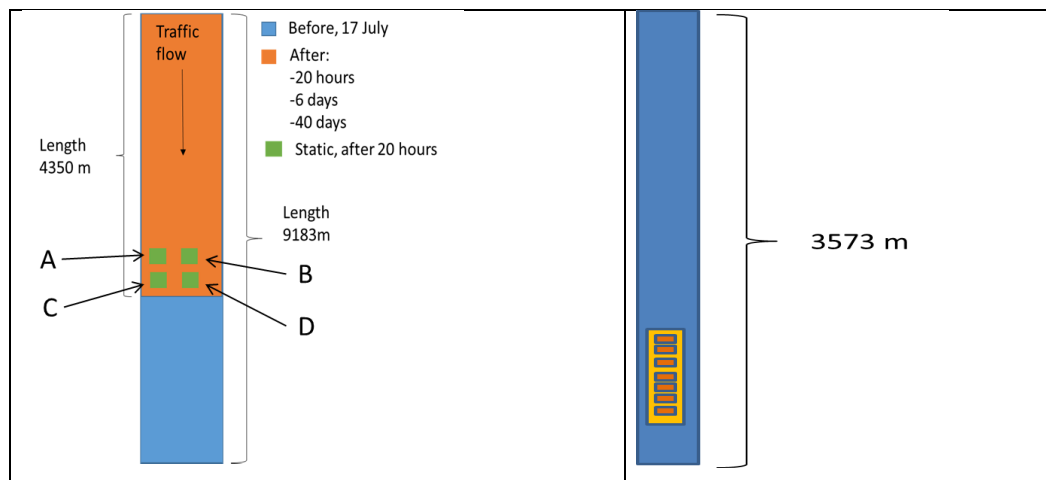 Traffic
flow
Before, 17 July
After:
-20 hours
-6 days
-40 days
Static, after 20 hours
Length
4350 m
Length
9183m
A
B
C
D
3573 m